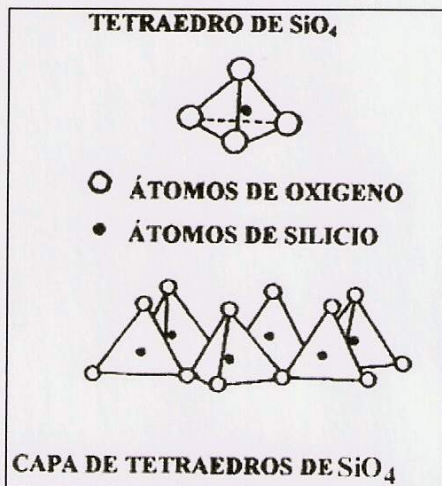 TETRAEDRO DE SiO₄
ÁTOMOS DE OXIGENO
ÁTOMOS DE SILICIO
CAPA DE TETRAEDROS DE SiO₄